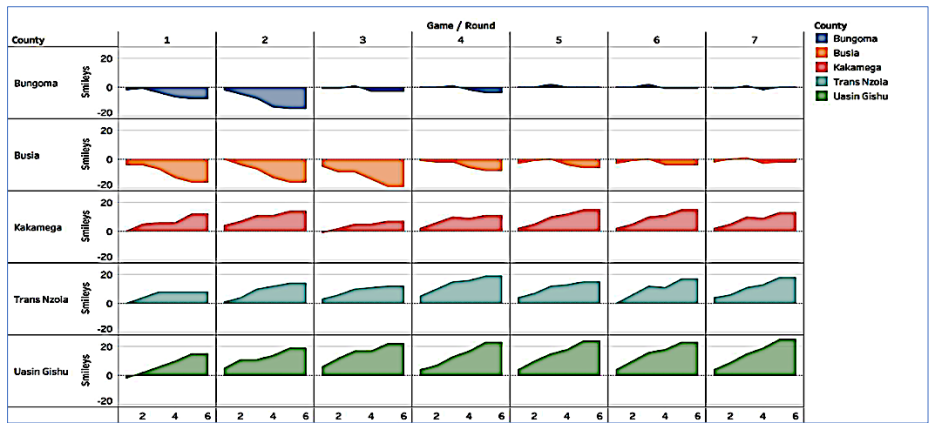 Game / Round
County 1 2 3 4 5 6 7
Bungoma Smileys 20 0 -20
Busia Smileys 20 0 -20
Kakamega Smileys 20 0 -20
Trans Nzola Smileys 20 0 -20
Uasin Gishu Smileys 20 0 -20
2 4 6 2 4 6 2 4 6 2 4 6 2 4 6 2 4 6 2 4 6
County
Bungoma
Busia
Kakamega
Trans Nzola
Uasin Gishu